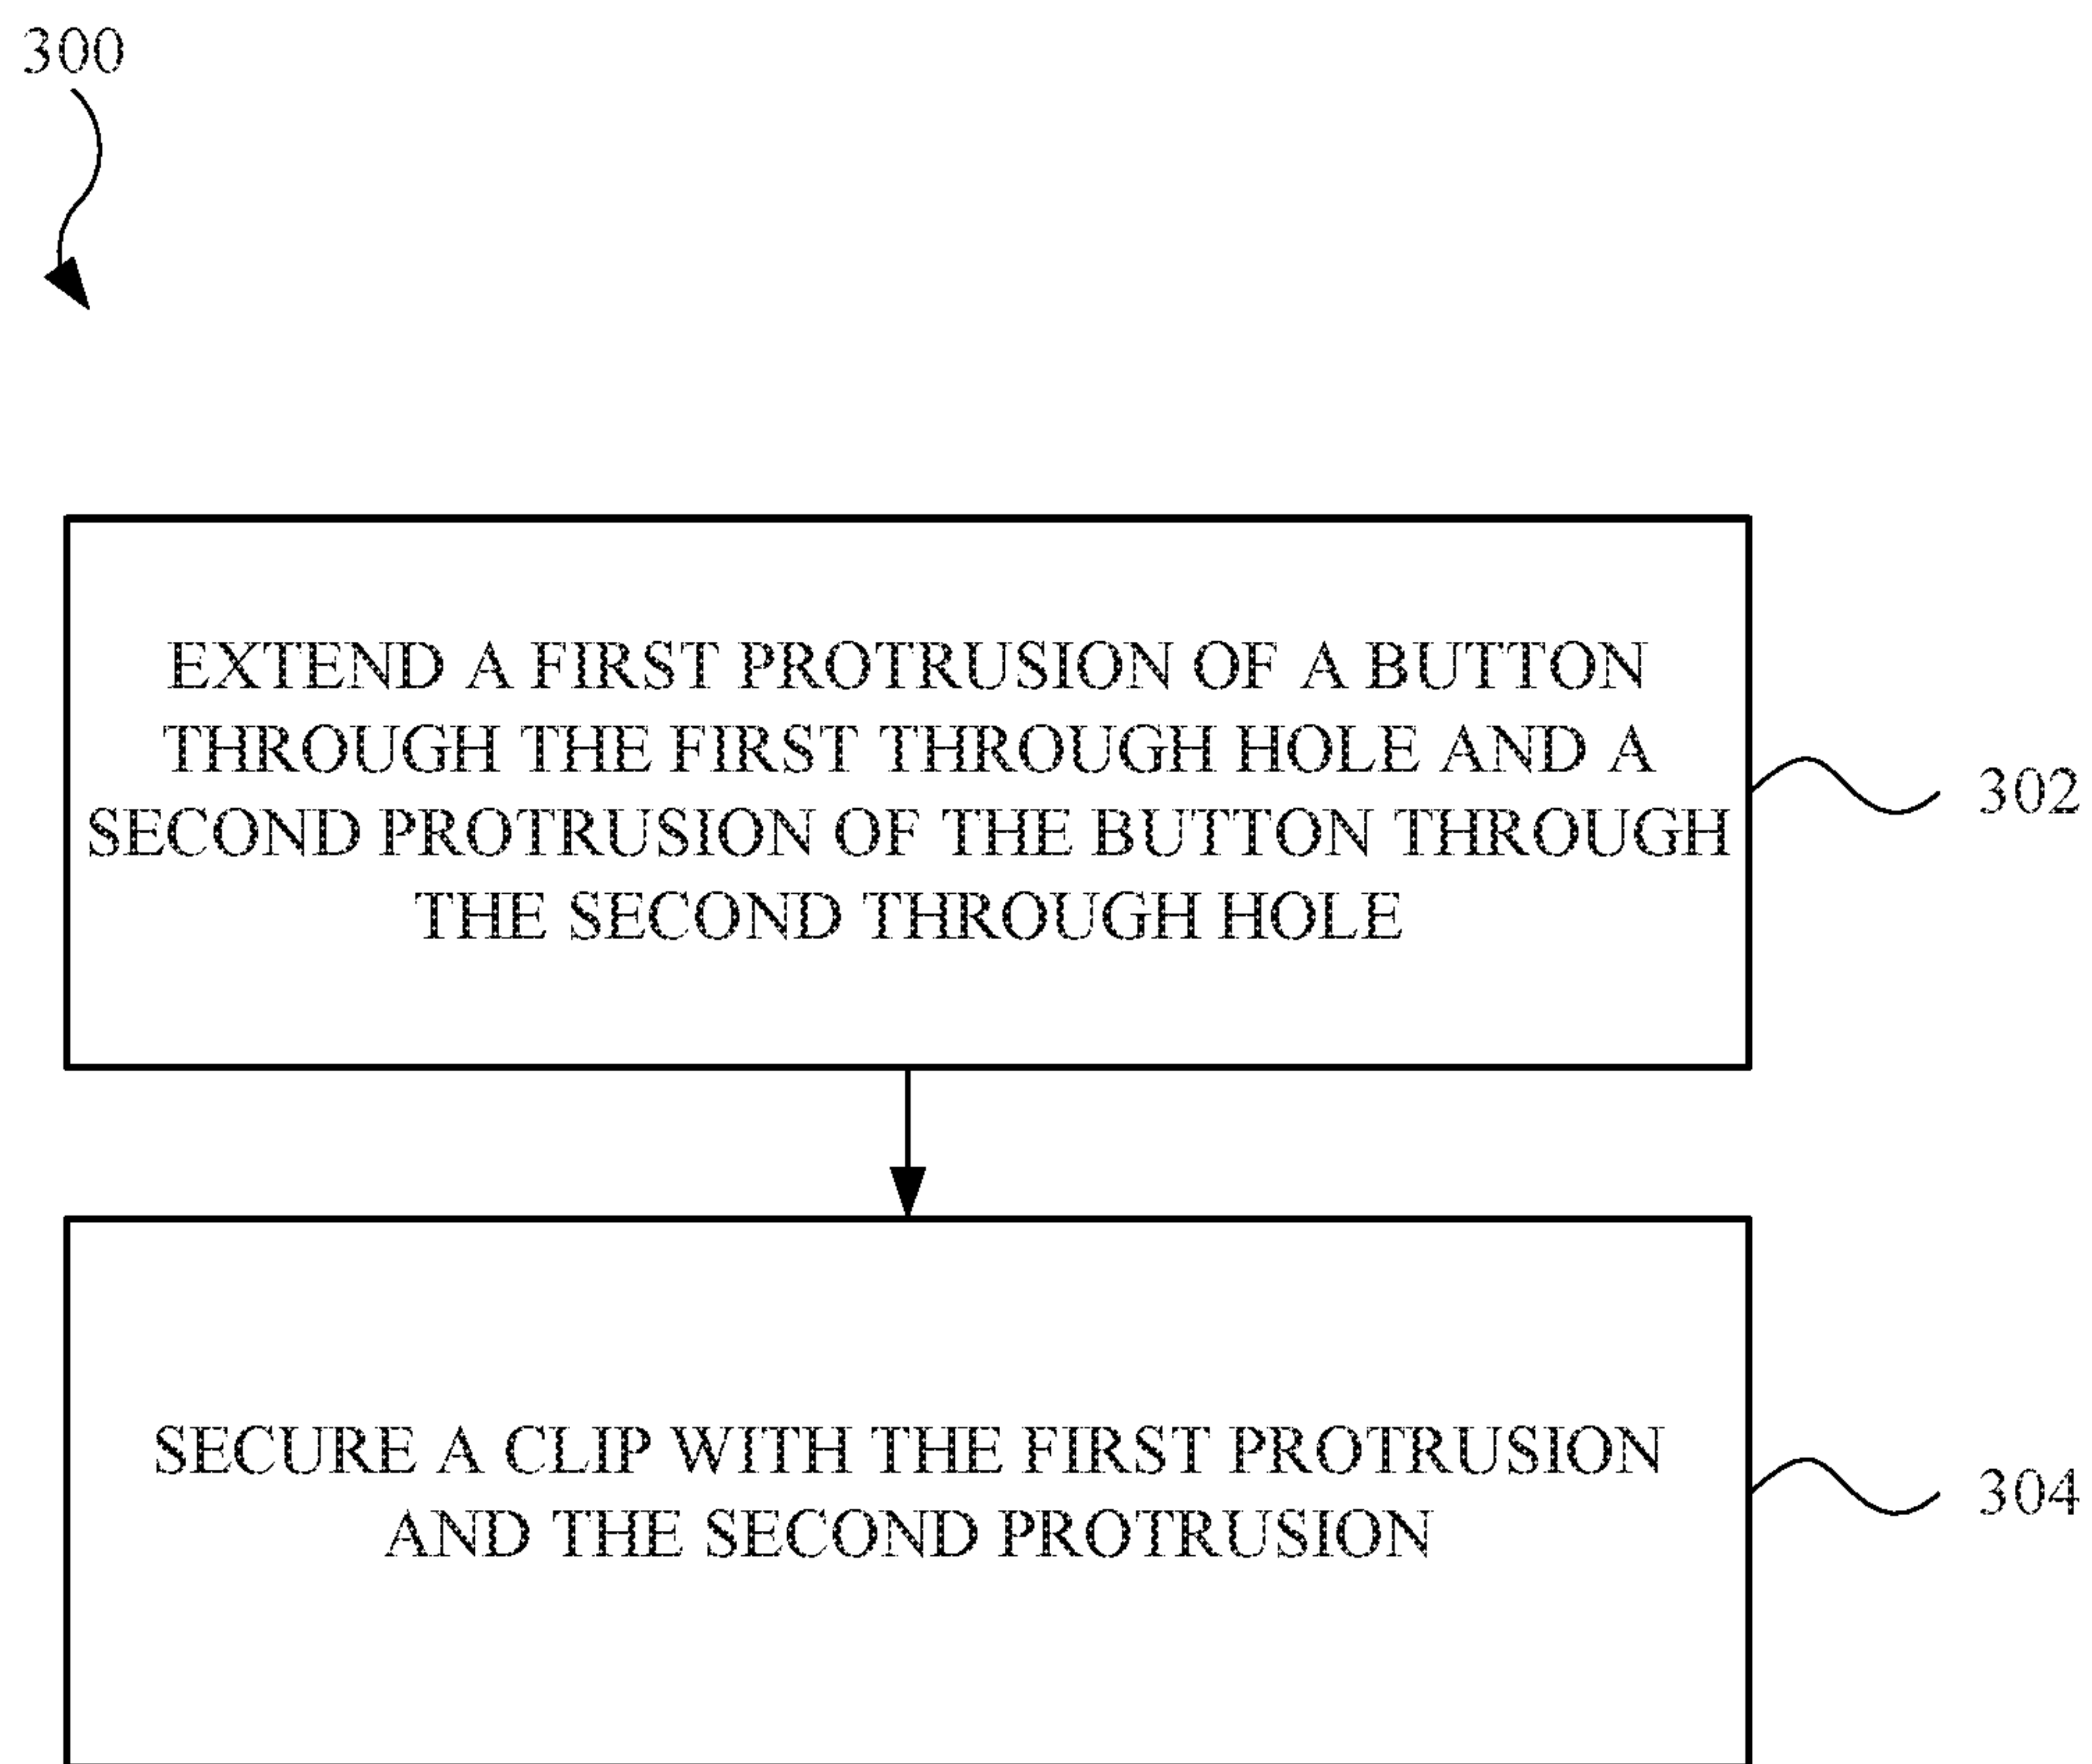 300
EXTEND A FIRST PROTRUSION OF A BUTTON
THROUGH THE FIRST THROUGH HOLE AND A
SECOND PROTRUSION OF THE BUTTON THROUGH
THE SECOND THROUGH HOLE
302
SECURE A CLIP WITH THE FIRST PROTRUSION
AND THE SECOND PROTRUSION
304